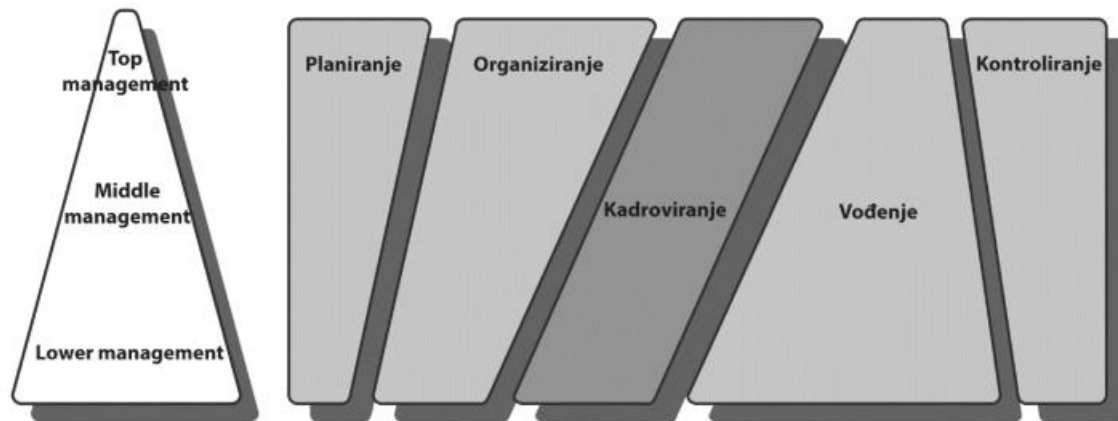 Top
management
Middle
management
Lower management
Planiranje
Organiziranje
Kadroviranje
Vođenje
Kontroliranje